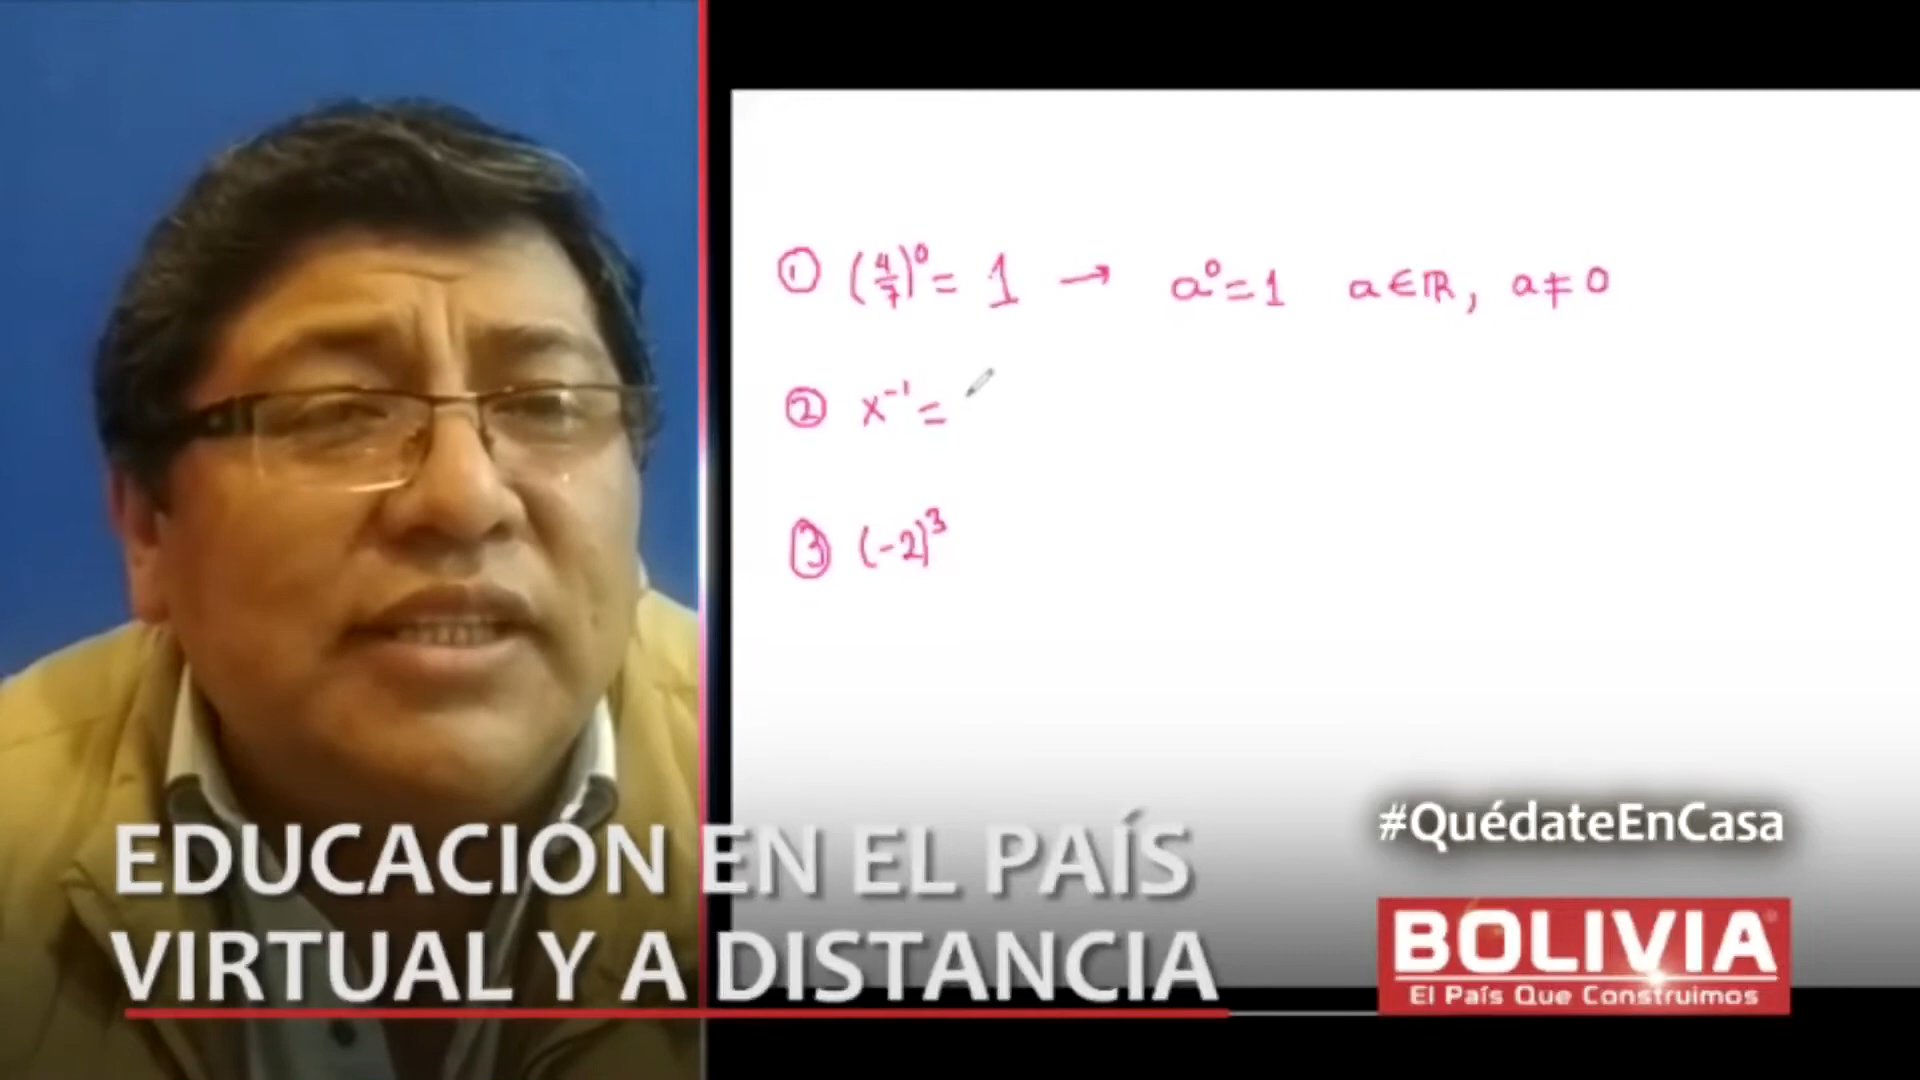 ① (4/7)⁰ = 1 → a⁰=1 a∈ℝ, a≠0
② x⁻¹ =
③ (-2)³
#QuédateEnCasa
EDUCACIÓN EN EL PAÍS
VIRTUAL Y A DISTANCIA
BOLIVIA
El País Que Construimos